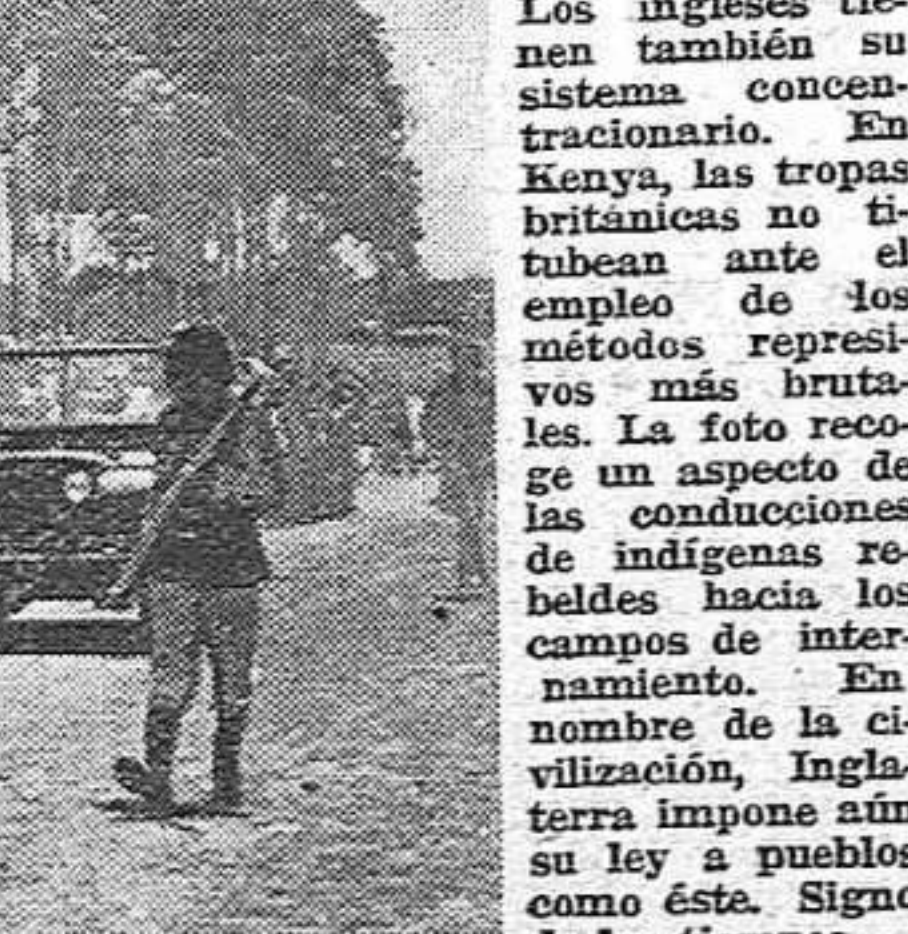 Los ingleses tie-
nen también su
sistema concen-
tracionario. En
Kenya, las tropas
británicas no ti-
tubean ante el
empleo de los
métodos represi-
vos más bruta-
les. La foto reco-
ge un aspecto de
las conducciones
de indígenas re-
beldes hacia los
campos de inter-
namiento. En
nombre de la ci-
vilización, Ingla-
terra impone aún
su ley a pueblos
como éste. Signo